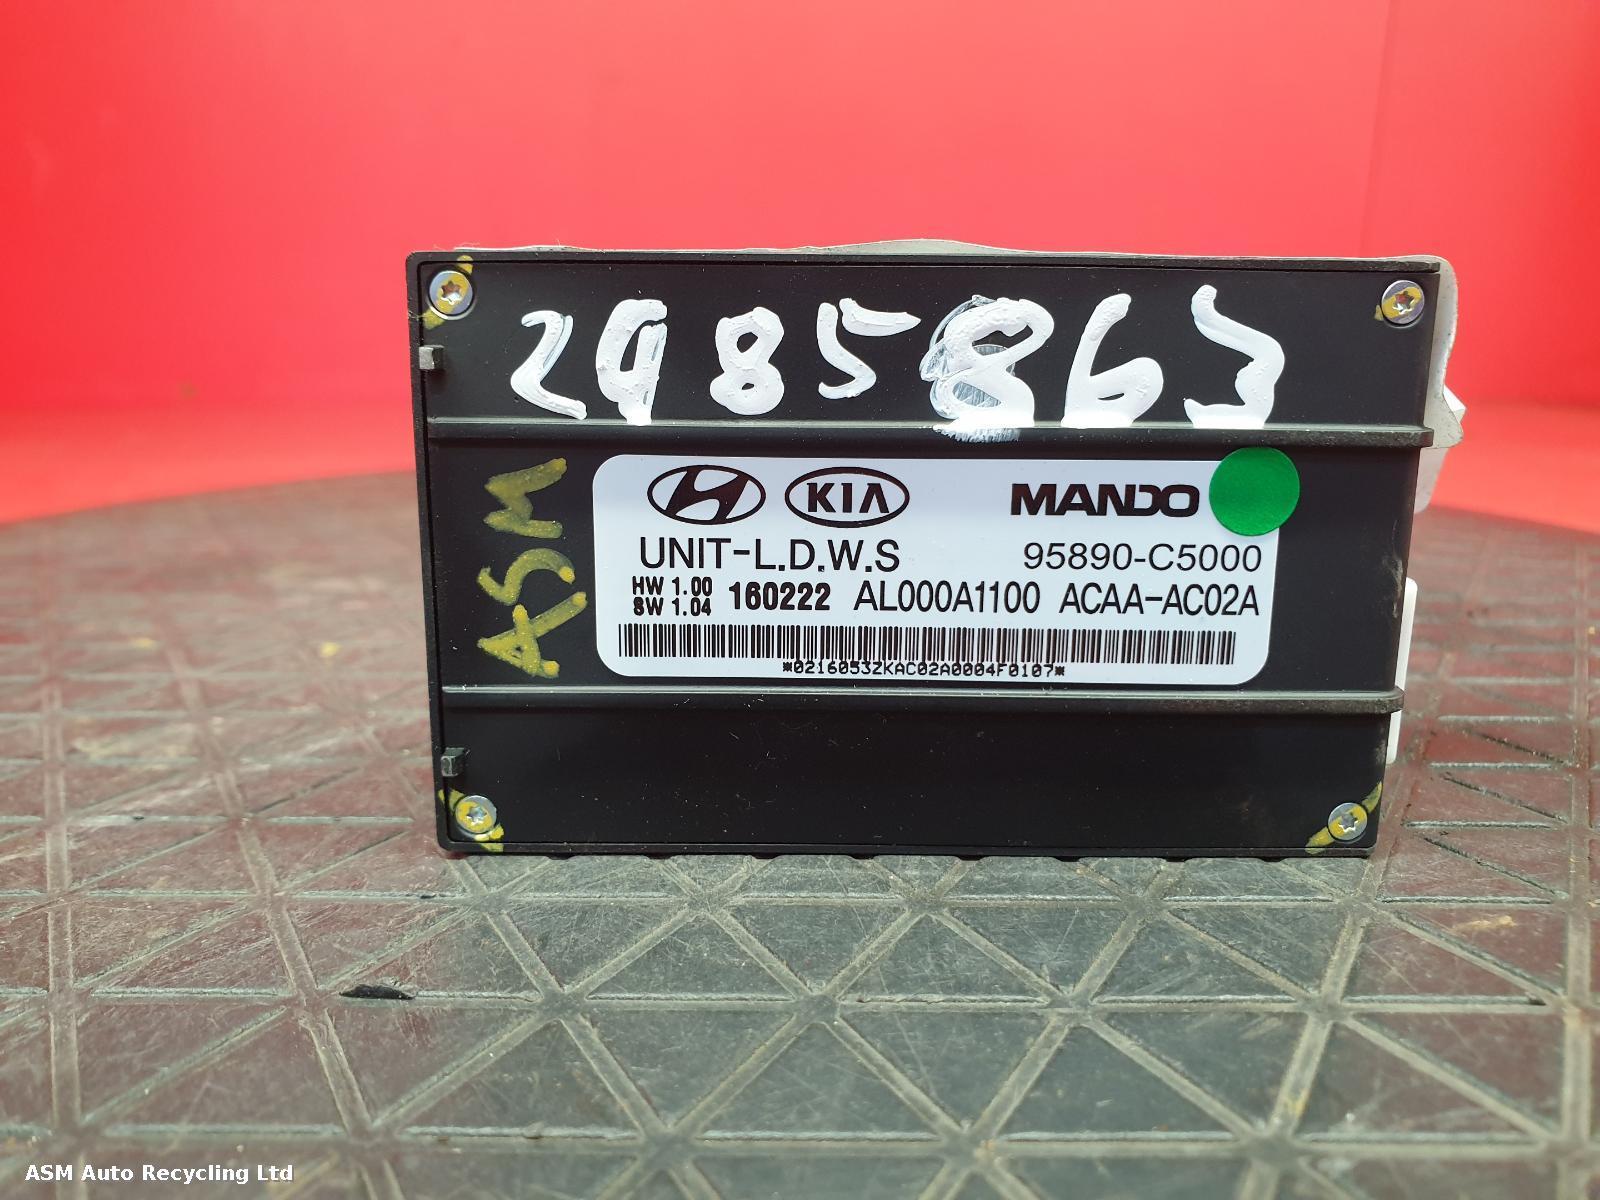 2985863
ASM
KIA MANDO
UNIT-L.D.W.S 95890-C5000
HW 1.00
SW 1.04 160222 AL000A1100 ACAA-AC02A
*0216053ZKAC02A0004F0107*
ASM Auto Recycling Ltd